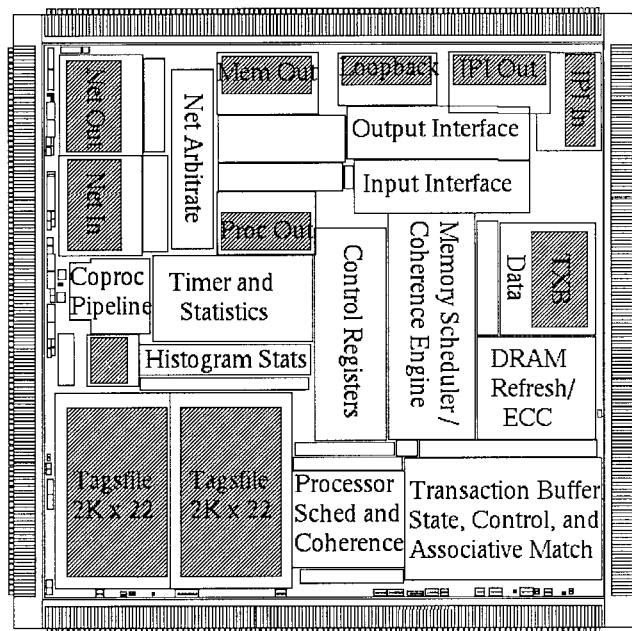 Net Out
Mem Out
Loopback
IPI Out
IPI In
Net Arbitrate
Output Interface
Net In
Input Interface
Proc Out
Coproc
Pipeline
Timer and
Statistics
Control Registers
Memory Scheduler /
Coherence Engine
Data
TXB
Histogram Stats
DRAM
Refresh/
ECC
Tagsfile
2K x 22
Tagsfile
2K x 22
Processor
Sched and
Coherence
Transaction Buffer
State, Control, and
Associative Match